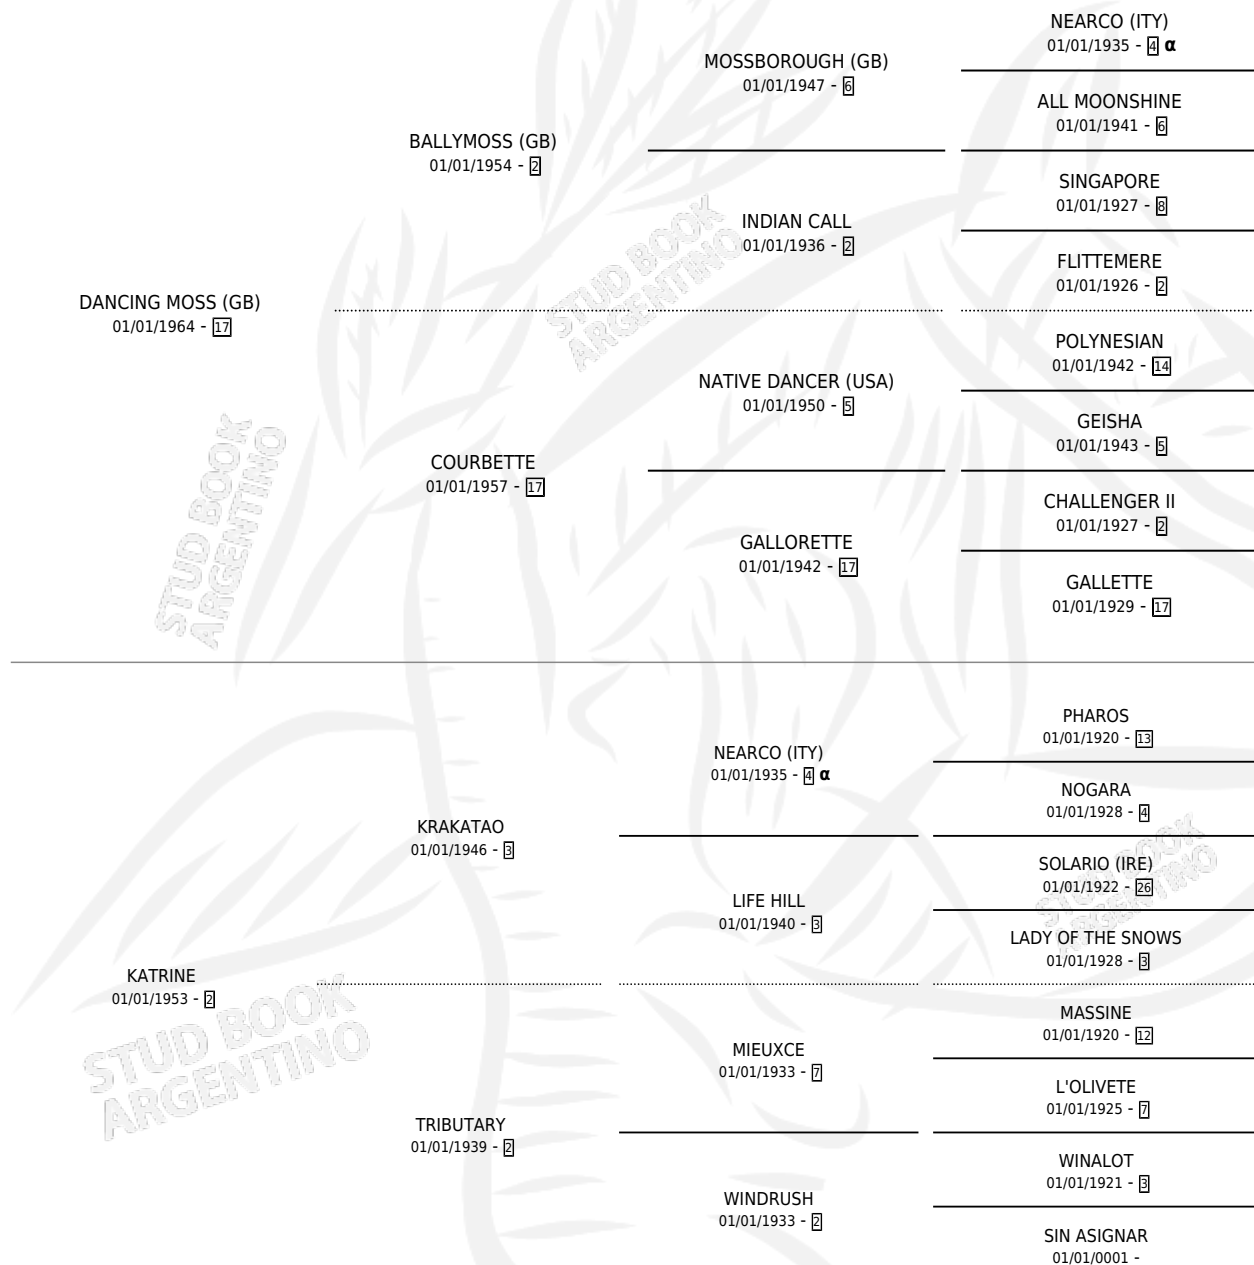 NEARCO (ITY)
01/01/1935 - 4 α
MOSSBOROUGH (GB)
01/01/1947 - 6
ALL MOONSHINE
01/01/1941 - 6
BALLYMOSS (GB)
01/01/1954 - 2
SINGAPORE
01/01/1927 - 8
INDIAN CALL
01/01/1936 - 2
FLITTEMERE
01/01/1926 - 2
DANCING MOSS (GB)
01/01/1964 - 17
POLYNESIAN
01/01/1942 - 14
NATIVE DANCER (USA)
01/01/1950 - 5
GEISHA
01/01/1943 - 5
COURBETTE
01/01/1957 - 17
CHALLENGER II
01/01/1927 - 2
GALLORETTE
01/01/1942 - 17
GALLETTE
01/01/1929 - 17
PHAROS
01/01/1920 - 13
NEARCO (ITY)
01/01/1935 - 4 α
NOGARA
01/01/1928 - 4
KRAKATAO
01/01/1946 - 3
SOLARIO (IRE)
01/01/1922 - 26
LIFE HILL
01/01/1940 - 3
LADY OF THE SNOWS
01/01/1928 - 3
KATRINE
01/01/1953 - 2
MASSINE
01/01/1920 - 12
MIEUXCE
01/01/1933 - 7
L'OLIVETE
01/01/1925 - 7
TRIBUTARY
01/01/1939 - 2
WINALOT
01/01/1921 - 3
WINDRUSH
01/01/1933 - 2
SIN ASIGNAR
01/01/0001 -
STUD BOOK
ARGENTINO
STUD BOOK
ARGENTINO
STUD BOOK
ARGENTINO
STUD BOOK
ARGENTINO